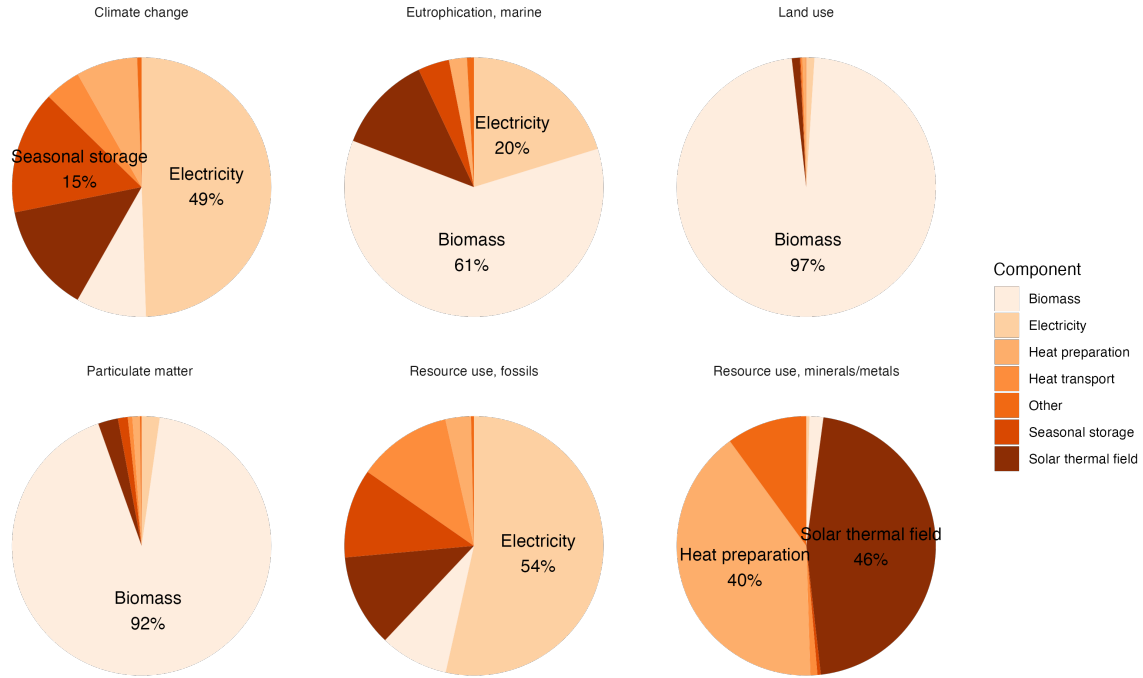 Climate change
Eutrophication, marine
Land use
Seasonal storage
15%
Electricity
49%
Electricity
20%
Biomass
61%
Biomass
97%
Particulate matter
Resource use, fossils
Resource use, minerals/metals
Biomass
92%
Electricity
54%
Heat preparation
40%
Solar thermal field
46%
Component
Biomass
Electricity
Heat preparation
Heat transport
Other
Seasonal storage
Solar thermal field